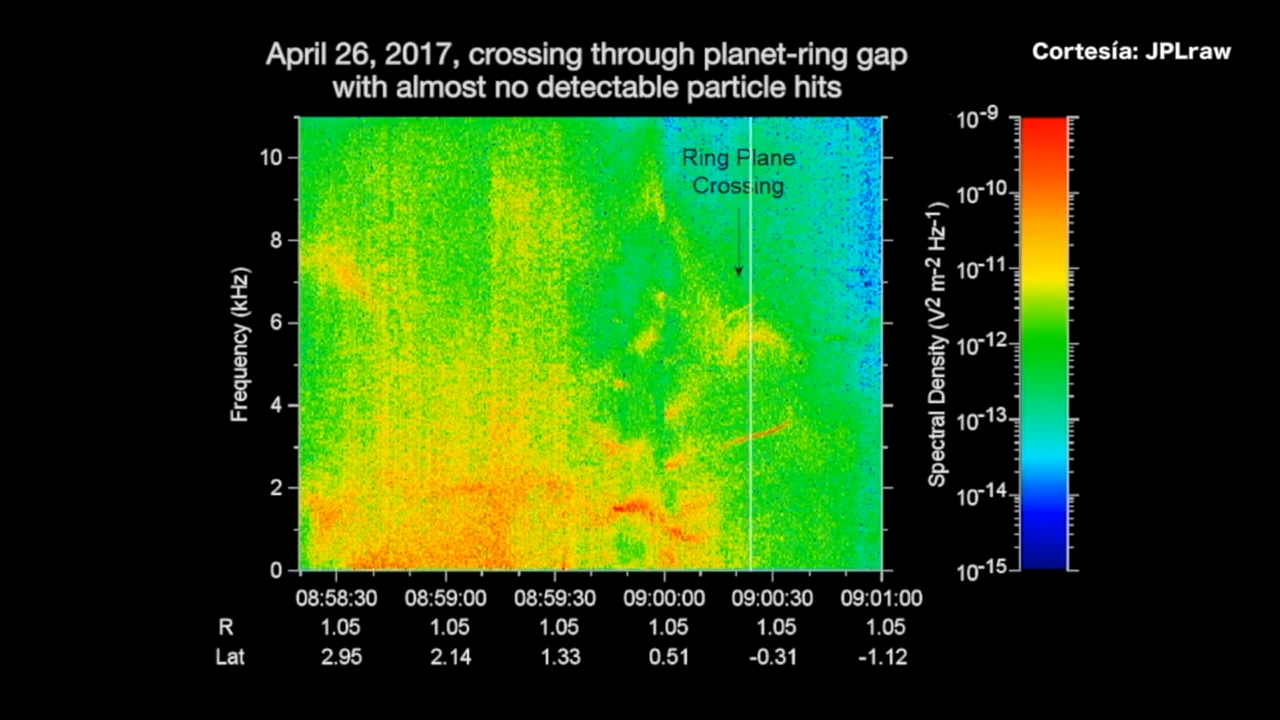 April 26, 2017, crossing through planet-ring gap
with almost no detectable particle hits
Cortesía: JPLraw
Ring Plane
Crossing
Frequency (kHz)
10
8
6
4
2
0
08:58:30 08:59:00 08:59:30 09:00:00 09:00:30 09:01:00
R 1.05 1.05 1.05 1.05 1.05 1.05
Lat 2.95 2.14 1.33 0.51 -0.31 -1.12
Spectral Density (V² m⁻² Hz⁻¹)
10⁻⁹
10⁻¹⁰
10⁻¹¹
10⁻¹²
10⁻¹³
10⁻¹⁴
10⁻¹⁵